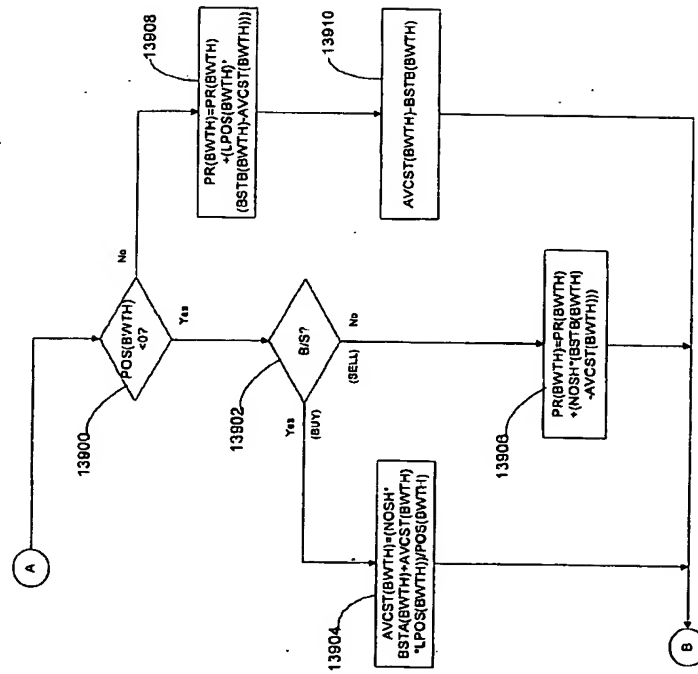 A
13900
POS(BWTH)
<0?
No
Yes
13908
PR(BWTH)=PR(BWTH)
+(LPOS(BWTH)*
(BSTB(BWTH)-AVCST(BWTH)))
13910
AVCST(BWTH)-BSTB(BWTH)
13902
B/S?
Yes
(BUY)
No
(SELL)
13904
AVCST(BWTH)=(NOSH*
BSTA(BWTH)+AVCST(BWTH)
*LPOS(BWTH))/POS(BWTH)
13906
PR(BWTH)=PR(BWTH)
+(NOSH*(BSTB(BWTH)
-AVCST(BWTH)))
B